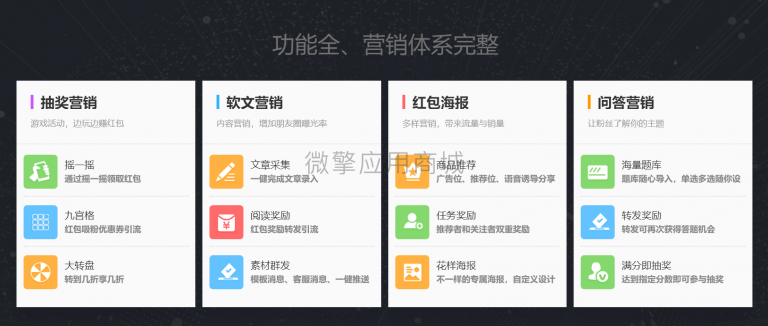 功能全、营销体系完整
抽奖营销
游戏活动，边玩边赚红包
摇一摇
通过摇一摇领取红包
九宫格
红包吸粉优惠券引流
大转盘
转到几折享几折
软文营销
内容营销，增加朋友圈曝光率
文章采集
一键完成文章录入
阅读奖励
红包奖励转发引流
素材群发
模板消息、客服消息、一键推送
红包海报
多样营销，带来流量与销量
商品推荐
广告位、推荐位、语音诱导分享
任务奖励
推荐者和关注者双重奖励
花样海报
不一样的专属海报，自定义设计
问答营销
让粉丝了解你的主题
海量题库
题库随心导入，单选多选随你设
转发奖励
转发可再次获得答题机会
满分即抽奖
达到指定分数即可参与抽奖
微擎应用商城